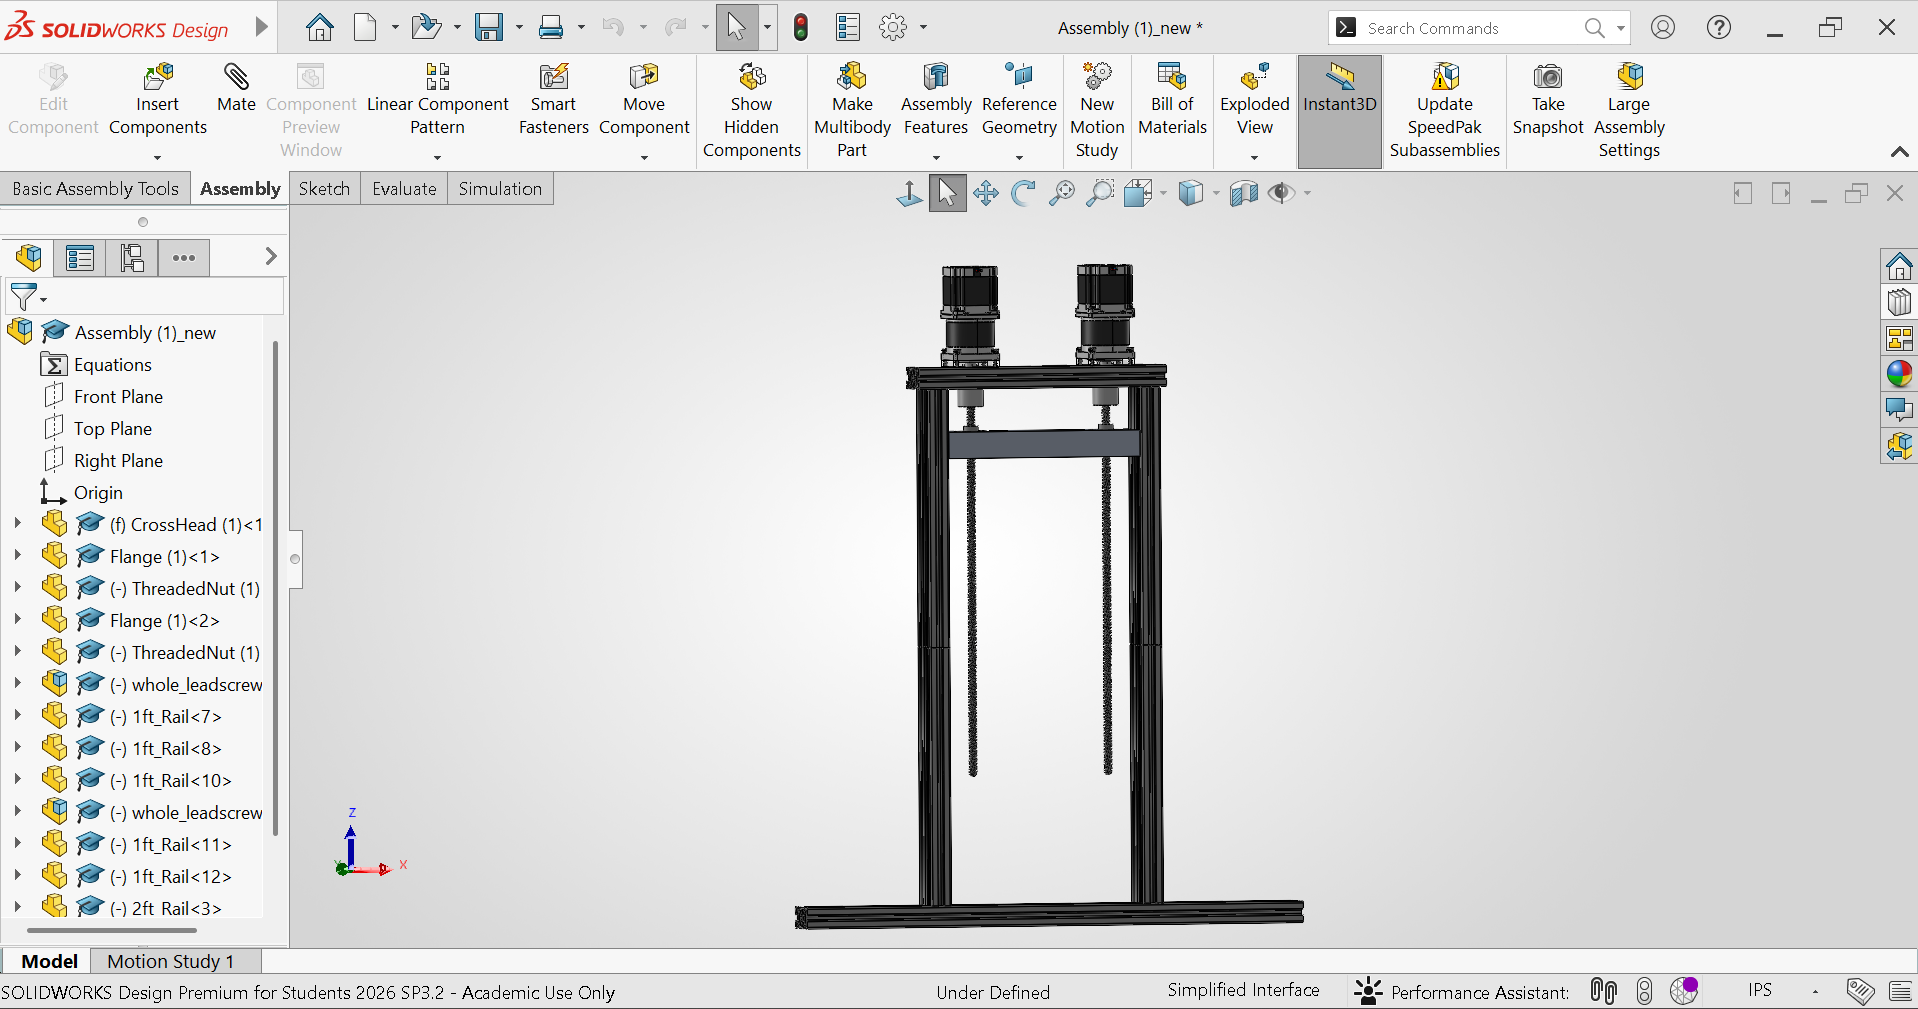 SOLIDWORKS Design
Assembly (1)_new *
Search Commands
Edit Component
Insert Components
Mate
Component Preview Window
Linear Component Pattern
Smart Fasteners
Move Component
Show Hidden Components
Make Multibody Part
Assembly Features
Reference Geometry
New Motion Study
Bill of Materials
Exploded View
Instant3D
Update SpeedPak Subassemblies
Take Snapshot
Large Assembly Settings
Basic Assembly Tools
Assembly
Sketch
Evaluate
Simulation
Assembly (1)_new
Equations
Front Plane
Top Plane
Right Plane
Origin
(f) CrossHead (1)<1
Flange (1)<1>
(-) ThreadedNut (1)
Flange (1)<2>
(-) ThreadedNut (1)
(-) whole_leadscrew
(-) 1ft_Rail<7>
(-) 1ft_Rail<8>
(-) 1ft_Rail<10>
(-) whole_leadscrew
(-) 1ft_Rail<11>
(-) 1ft_Rail<12>
(-) 2ft_Rail<3>
Z
Y
X
Model
Motion Study 1
SOLIDWORKS Design Premium for Students 2026 SP3.2 - Academic Use Only
Under Defined
Simplified Interface
Performance Assistant:
IPS